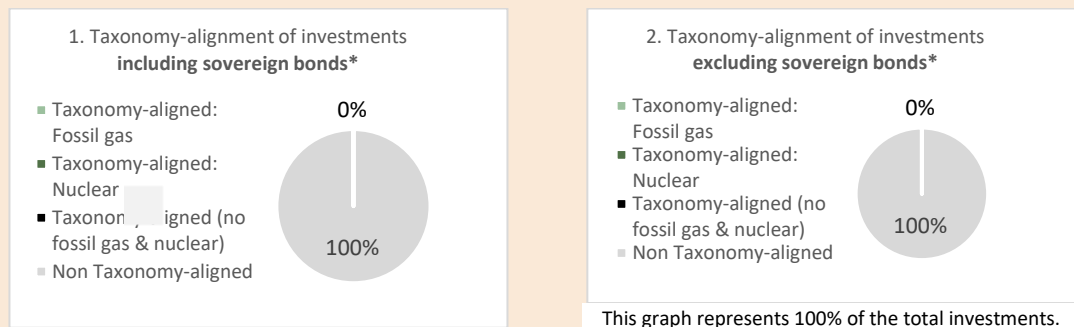 1. Taxonomy-alignment of investments
including sovereign bonds*
Taxonomy-aligned:
Fossil gas
Taxonomy-aligned:
Nuclear
(no
fossil gas & nuclear)
Non Taxonomy-aligned
0%
100%
2. Taxonomy-alignment of investments
excluding sovereign bonds*
Taxonomy-aligned:
Fossil gas
Taxonomy-aligned:
Nuclear
Taxonomy-aligned (no
fossil gas & nuclear)
Non Taxonomy-aligned
0%
100%
This graph represents 100% of the total investments.